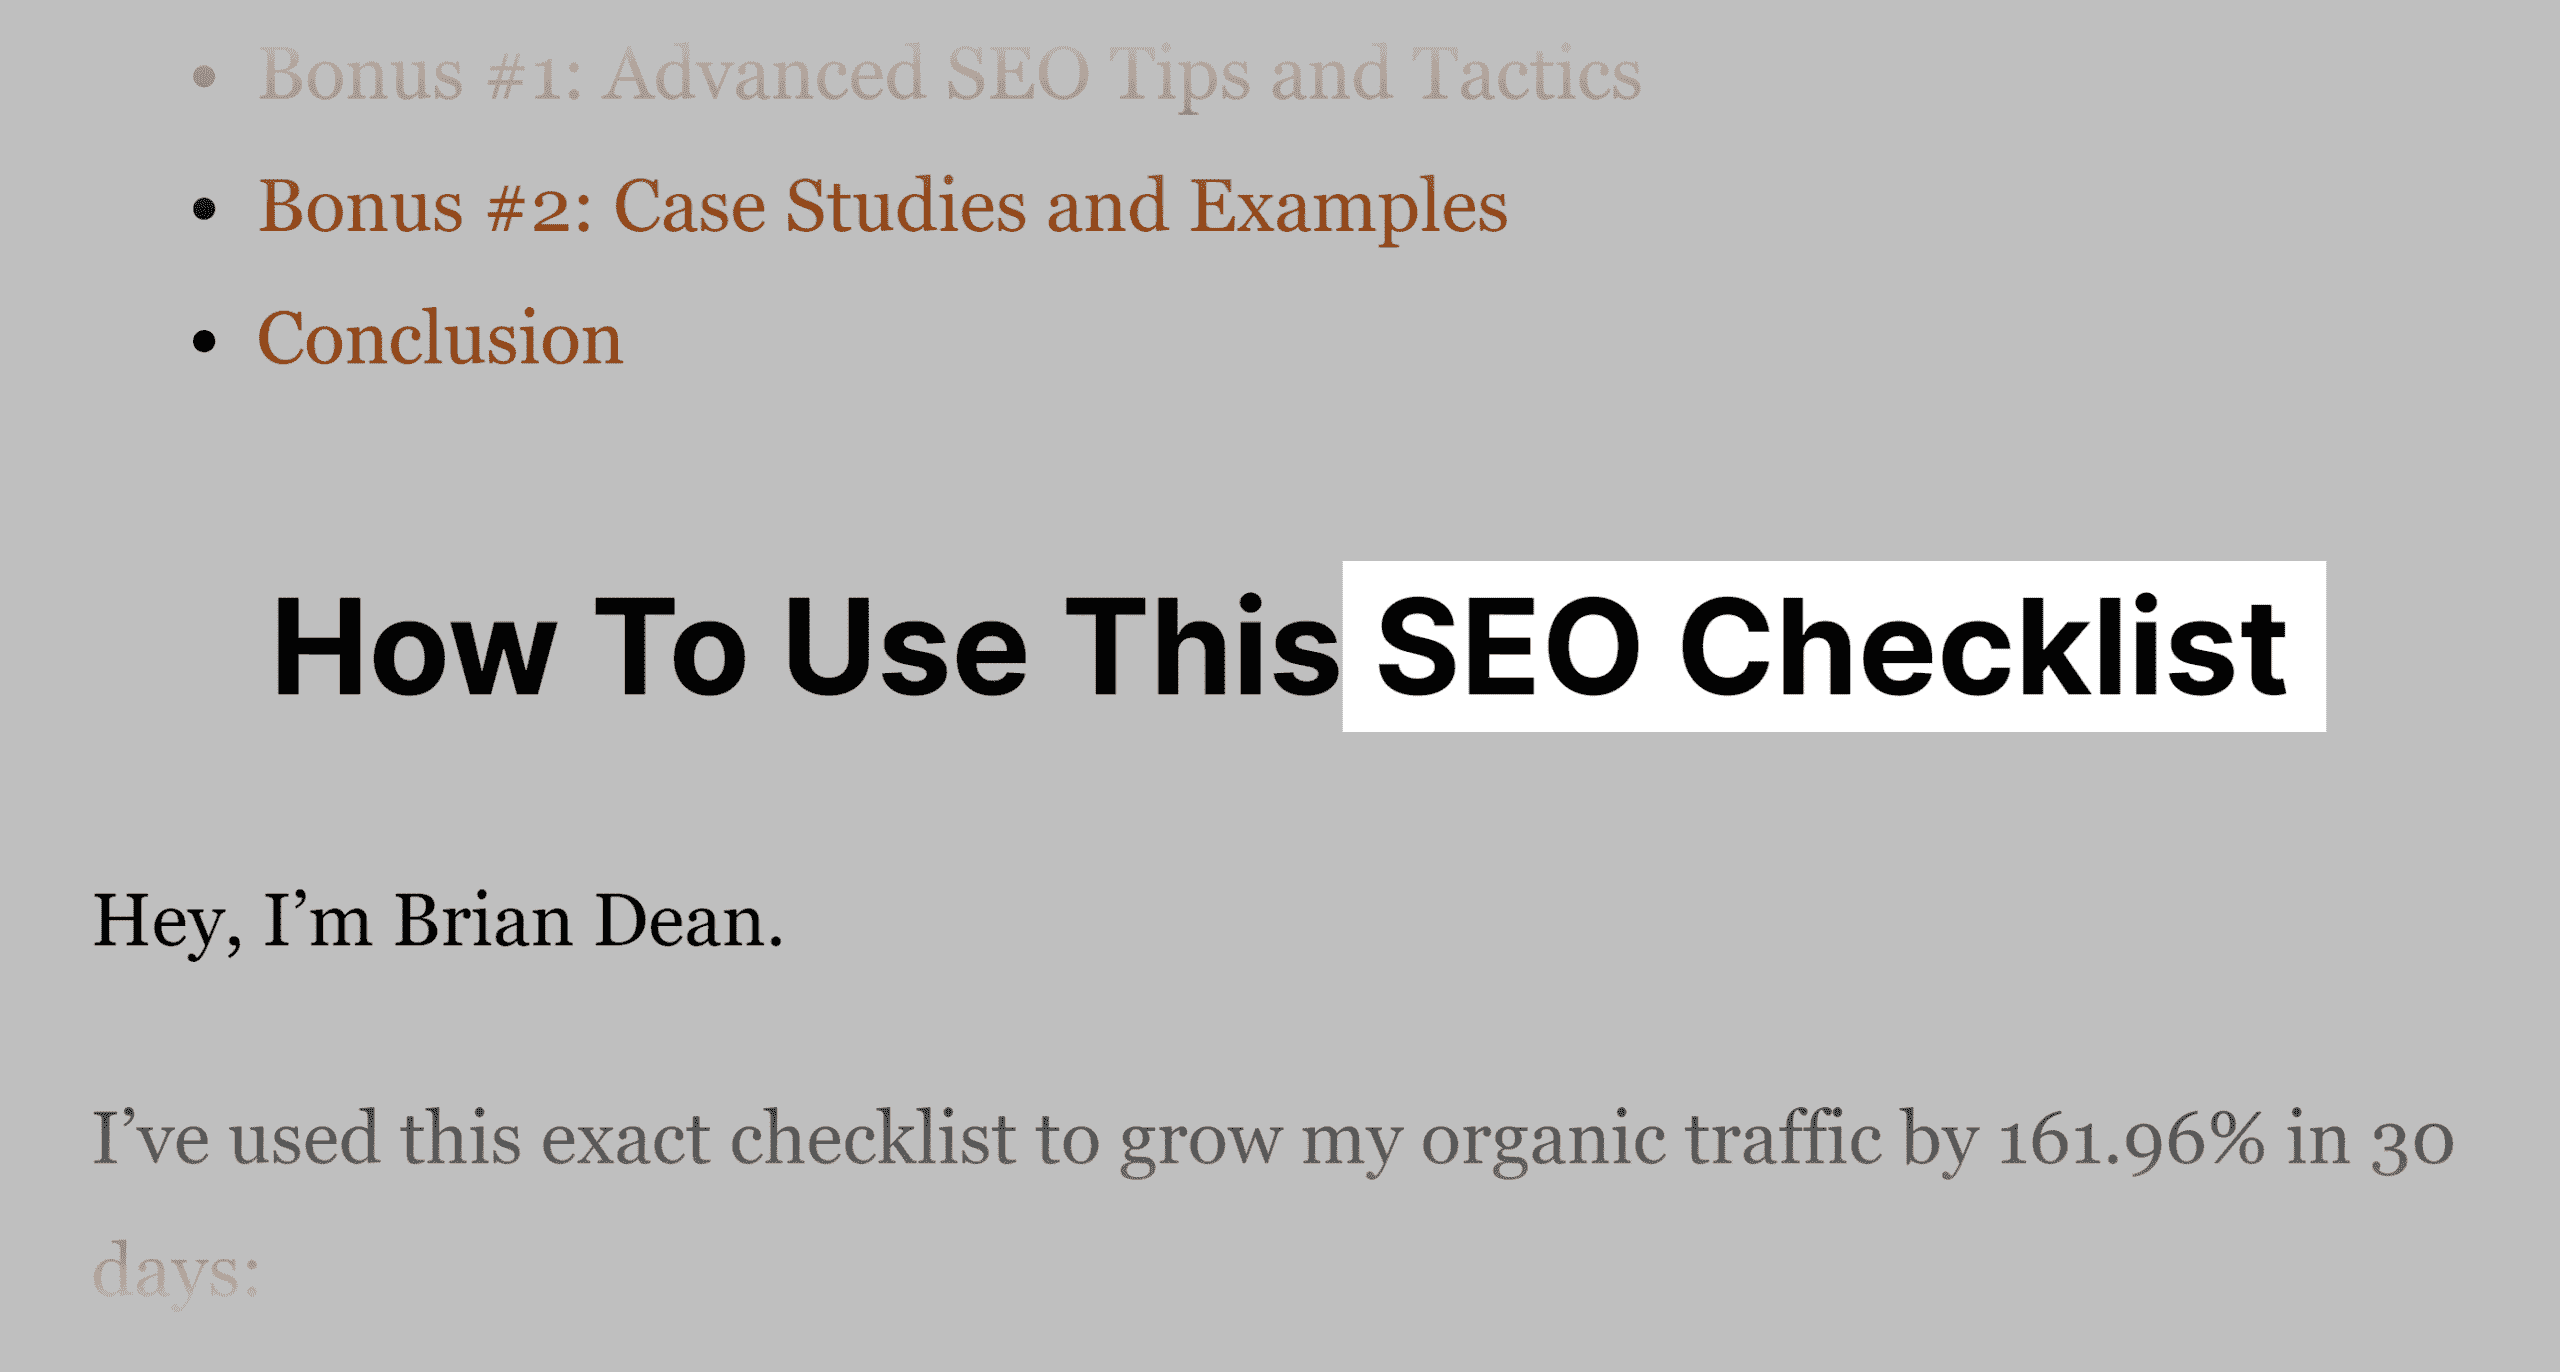 • Bonus #1: Advanced SEO Tips and Tactics
• Bonus #2: Case Studies and Examples
• Conclusion
How To Use This SEO Checklist
Hey, I’m Brian Dean.
I’ve used this exact checklist to grow my organic traffic by 161.96% in 30
days: